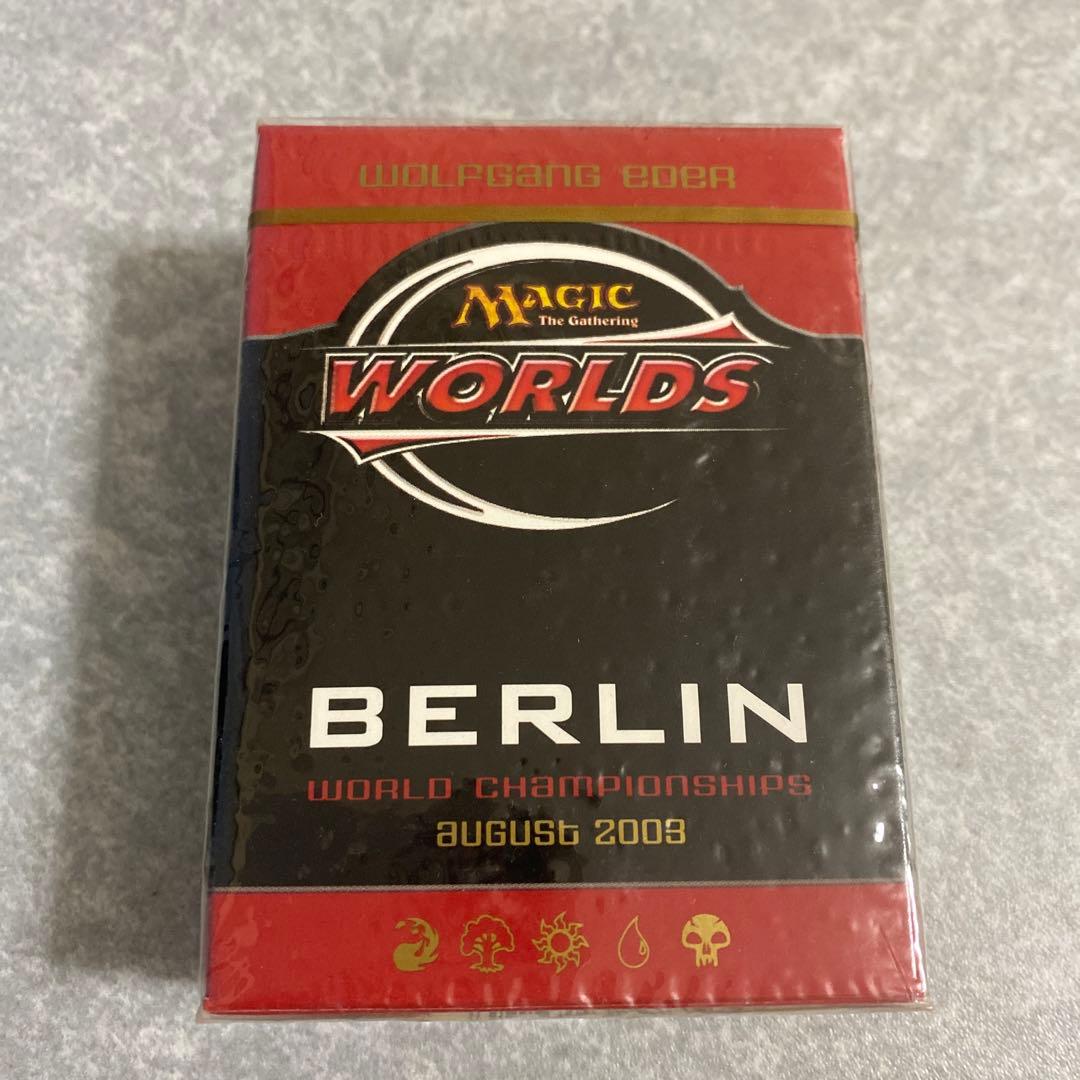 WOLFGANG EDER
MAGIC
The Gathering
WORLDS
BERLIN
WORLD CHAMPIONSHIPS
AUGUST 2003